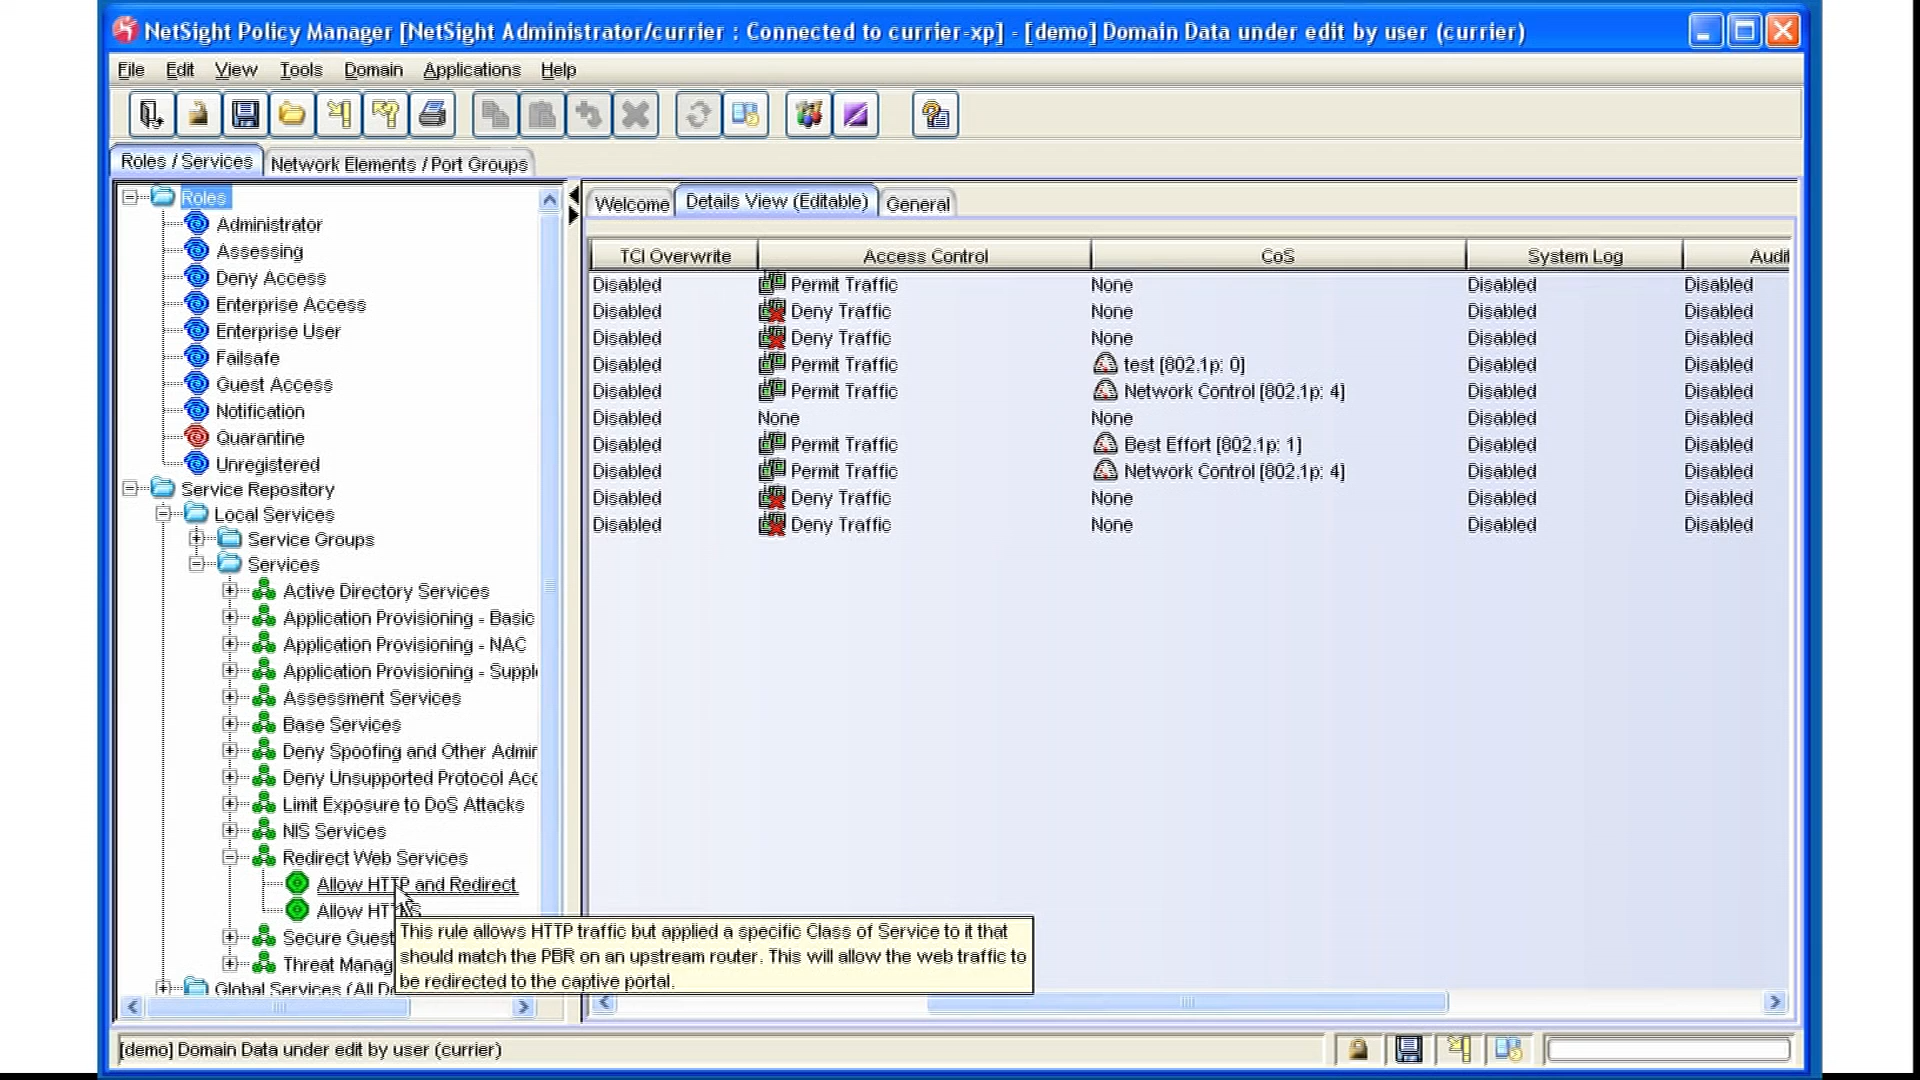 NetSight Policy Manager [NetSight Administrator/currier : Connected to currier-xp] - [demo] Domain Data under edit by user (currier)
File Edit View Tools Domain Applications Help
Roles / Services Network Elements / Port Groups
Roles
Administrator
Assessing
Deny Access
Enterprise Access
Enterprise User
Failsafe
Guest Access
Notification
Quarantine
Unregistered
Service Repository
Local Services
Service Groups
Services
Active Directory Services
Application Provisioning - Basic
Application Provisioning - NAC
Application Provisioning - Supple
Assessment Services
Base Services
Deny Spoofing and Other Admin
Deny Unsupported Protocol Acc
Limit Exposure to DoS Attacks
NIS Services
Redirect Web Services
Allow HTTP and Redirect
Allow HTTPS
Secure Guest
Threat Manag
Global Services (All Do
Welcome Details View (Editable) General
TCI Overwrite Access Control CoS System Log Audit
Disabled Permit Traffic None Disabled Disabled
Disabled Deny Traffic None Disabled Disabled
Disabled Deny Traffic None Disabled Disabled
Disabled Permit Traffic test [802.1p: 0] Disabled Disabled
Disabled Permit Traffic Network Control [802.1p: 4] Disabled Disabled
Disabled None None Disabled Disabled
Disabled Permit Traffic Best Effort [802.1p: 1] Disabled Disabled
Disabled Permit Traffic Network Control [802.1p: 4] Disabled Disabled
Disabled Deny Traffic None Disabled Disabled
Disabled Deny Traffic None Disabled Disabled
This rule allows HTTP traffic but applied a specific Class of Service to it that
should match the PBR on an upstream router. This will allow the web traffic to
be redirected to the captive portal.
[demo] Domain Data under edit by user (currier)